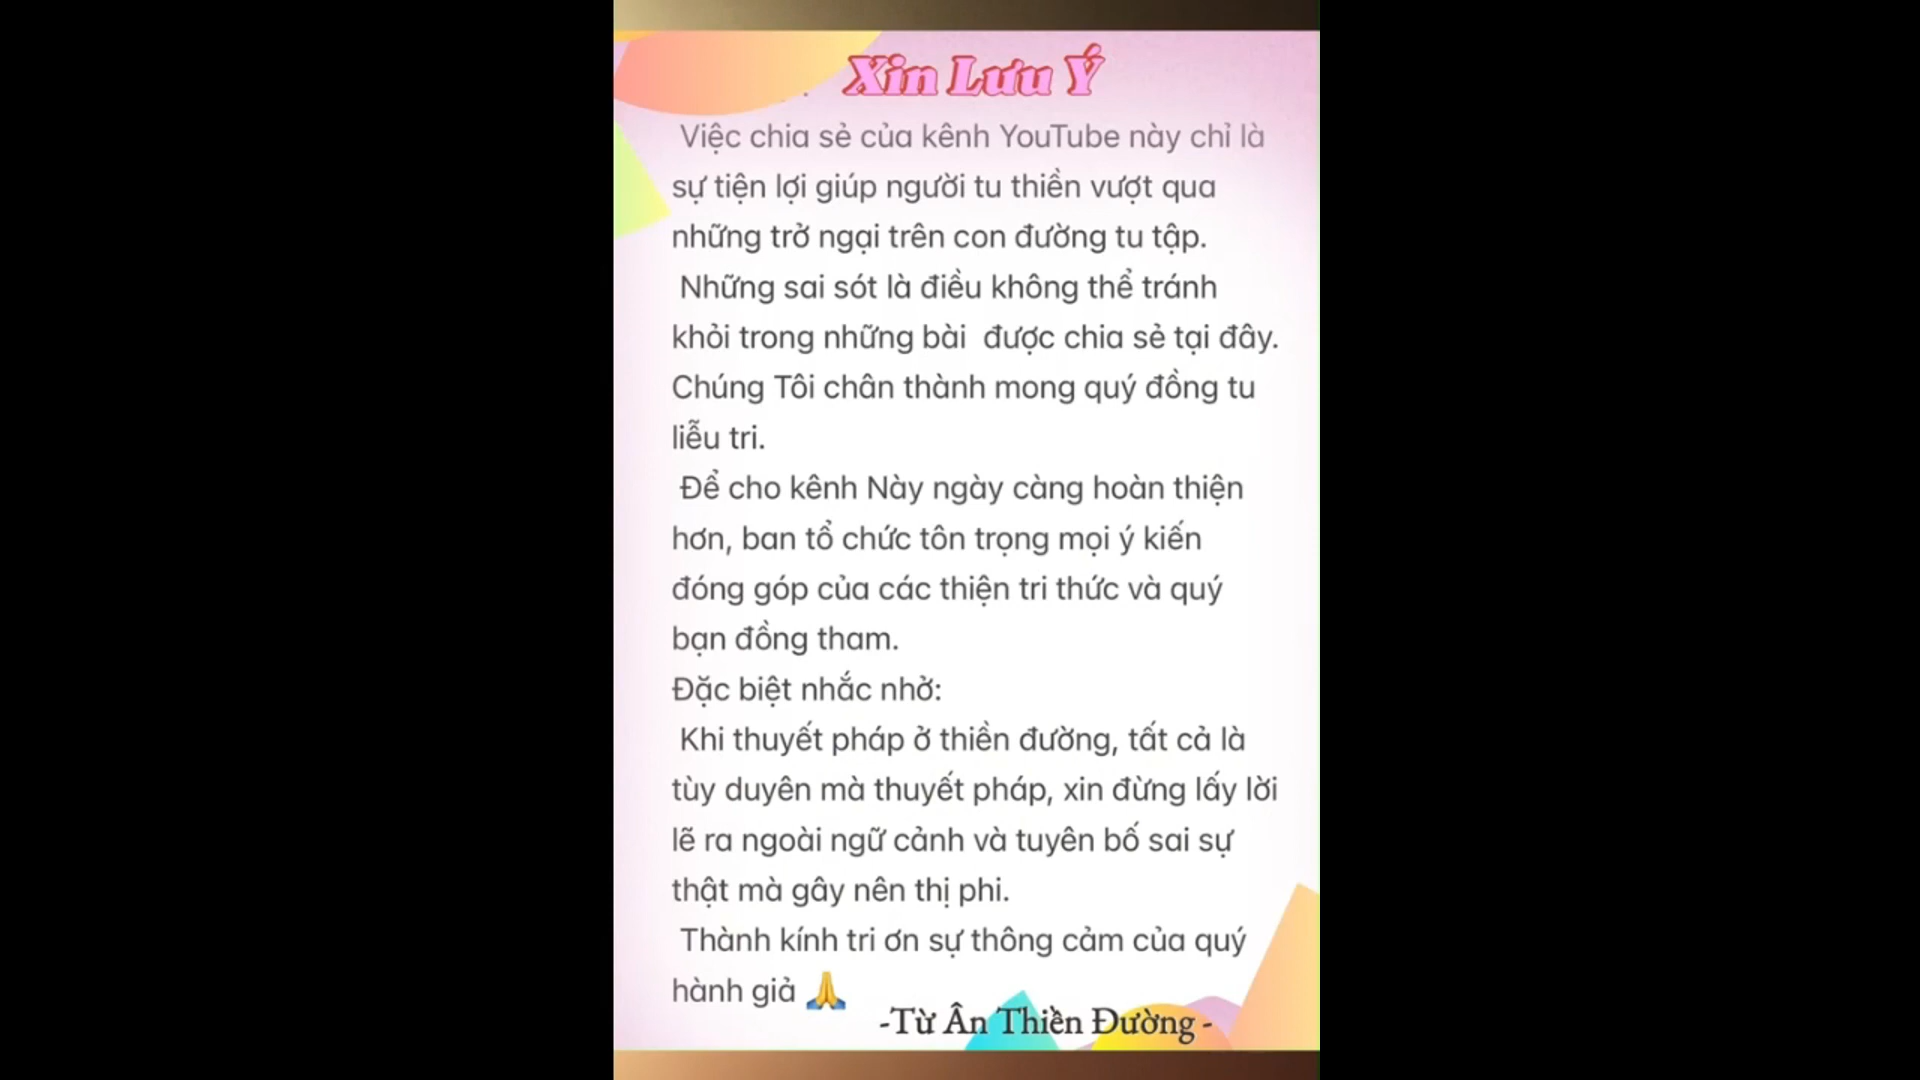 Xin Lưu Ý
Việc chia sẻ của kênh YouTube này chỉ là
sự tiện lợi giúp người tu thiền vượt qua
những trở ngại trên con đường tu tập.
Những sai sót là điều không thể tránh
khỏi trong những bài  được chia sẻ tại đây.
Chúng Tôi chân thành mong quý đồng tu
liễu tri.
Để cho kênh Này ngày càng hoàn thiện
hơn, ban tổ chức tôn trọng mọi ý kiến
đóng góp của các thiện tri thức và quý
bạn đồng tham.
Đặc biệt nhắc nhở:
Khi thuyết pháp ở thiền đường, tất cả là
tùy duyên mà thuyết pháp, xin đừng lấy lời
lẽ ra ngoài ngữ cảnh và tuyên bố sai sự
thật mà gây nên thị phi.
Thành kính tri ơn sự thông cảm của quý
hành giả 🙏
-Từ Ân Thiền Đường -